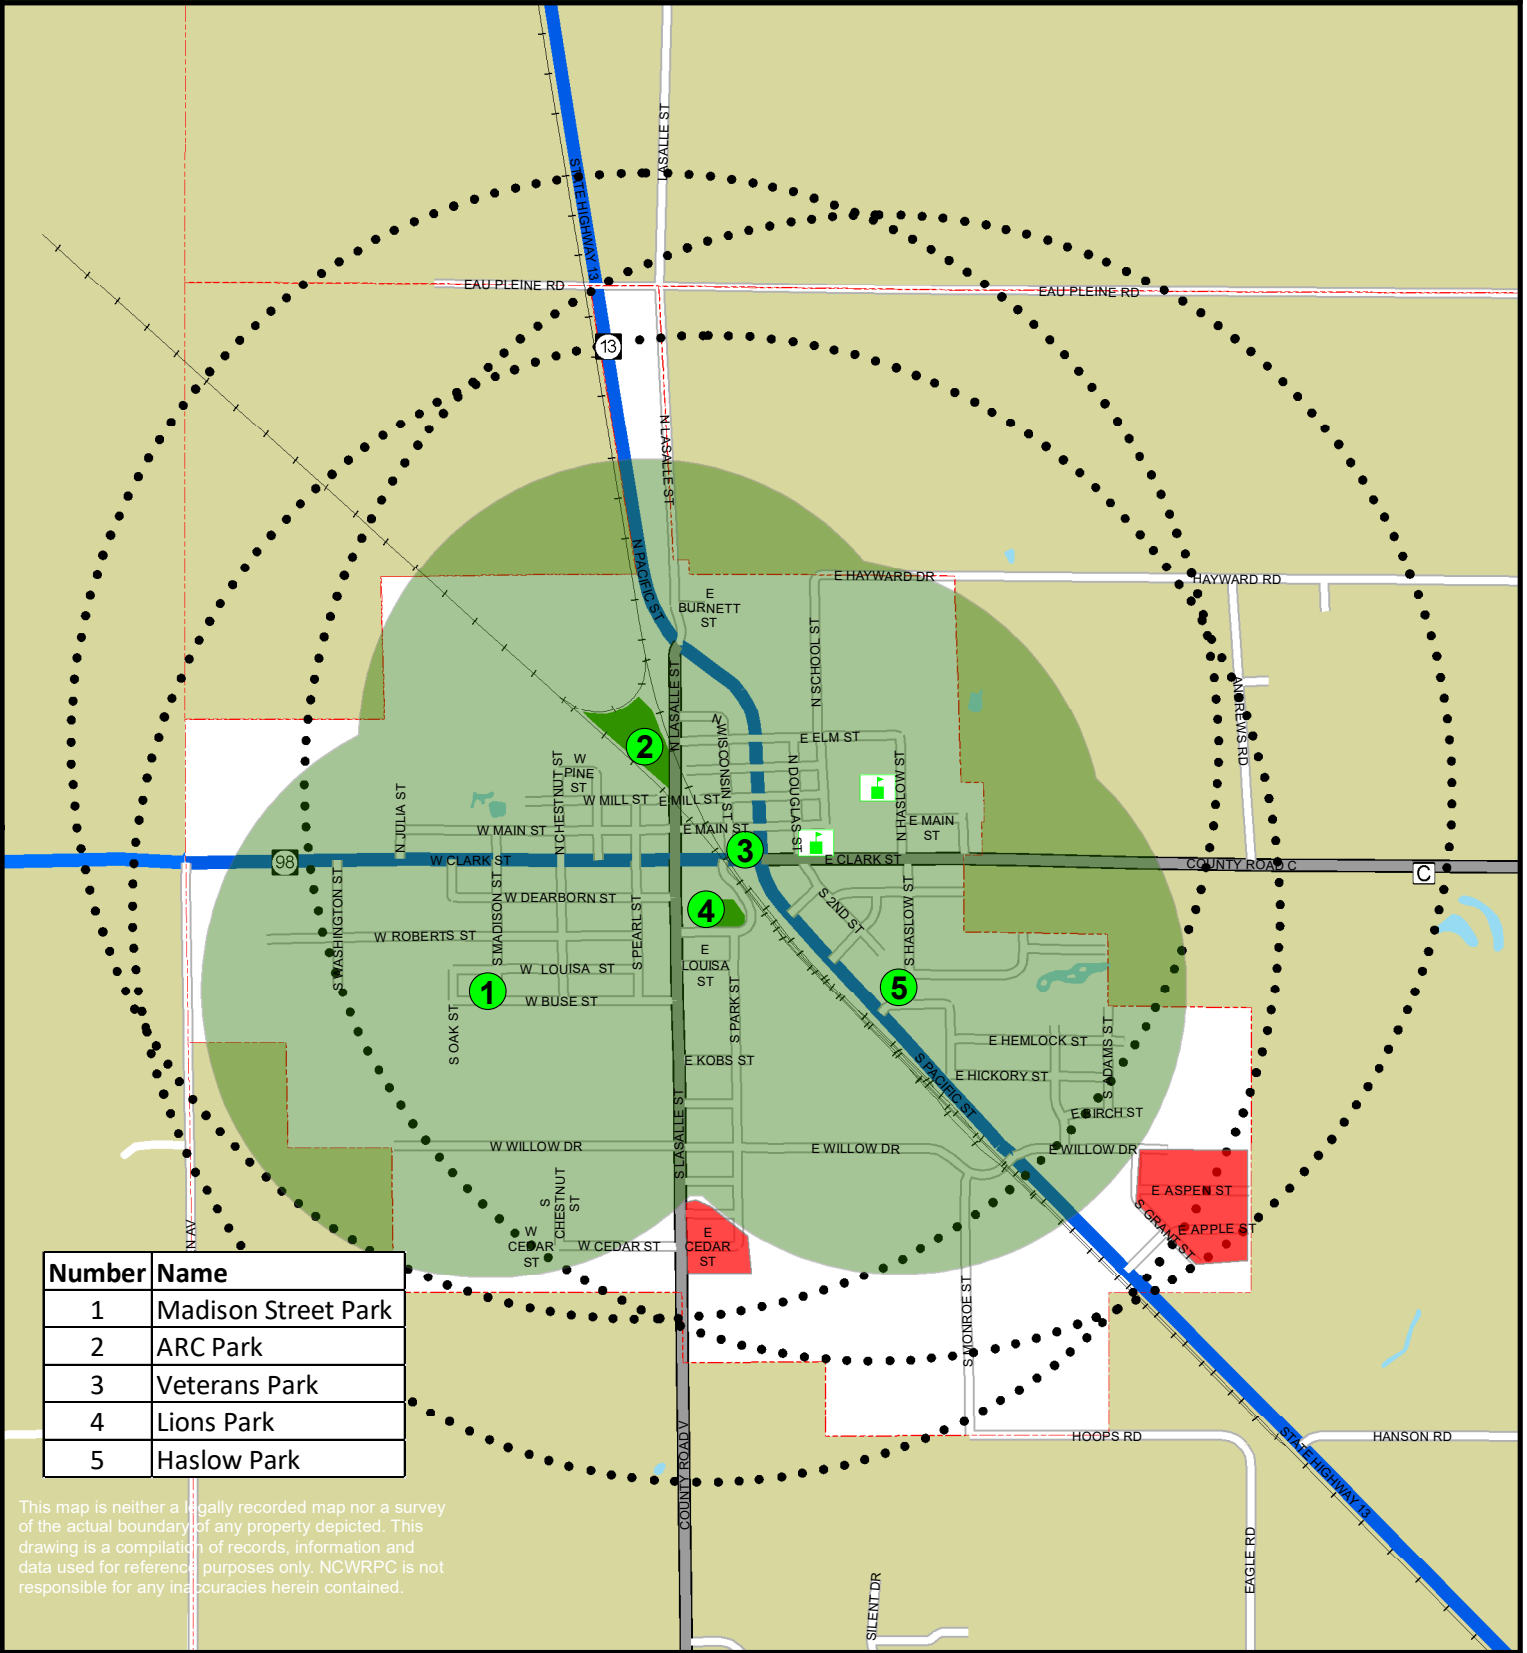 LASALLE ST
STATE HIGHWAY 13
EAU PLEINE RD
EAU PLEINE RD
13
N LASALLE ST
N PACIFIC ST
E HAYWARD DR
HAYWARD RD
E
BURNETT
ST
N SCHOOL ST
N LASALLE ST
N WISCONSIN ST
ANDREWS RD
2
E ELM ST
W
PINE
ST
N CHESTNUT ST
N DOUGLAS ST
N HASLOW ST
N JULIA ST
W MILL ST
E MILL ST
W MAIN ST
E MAIN ST
E MAIN
ST
3
98
W CLARK ST
E CLARK ST
COUNTY ROAD C
C
S WASHINGTON ST
S MADISON ST
W DEARBORN ST
S PEARL ST
4
S 2ND ST
S HASLOW ST
W ROBERTS ST
E
LOUISA
ST
W LOUISA ST
1
W BUSE ST
5
S OAK ST
S PARK ST
E KOBS ST
E HEMLOCK ST
S ADAMS ST
E HICKORY ST
S PACIFIC ST
E BIRCH ST
S LASALLE ST
W WILLOW DR
E WILLOW DR
E WILLOW DR
S
CHESTNUT
ST
E ASPEN ST
S GRANT ST
E APPLE ST
W
CEDAR
ST
W CEDAR ST
E
CEDAR
ST
N AV
S MONROE ST
Number Name
1 Madison Street Park
2 ARC Park
3 Veterans Park
4 Lions Park
5 Haslow Park
COUNTY ROAD V
HOOPS RD
HANSON RD
STATE HIGHWAY 13
EAGLE RD
SILENT DR
This map is neither a legally recorded map nor a survey
of the actual boundary of any property depicted. This
drawing is a compilation of records, information and
data used for reference purposes only. NCWRPC is not
responsible for any inaccuracies herein contained.